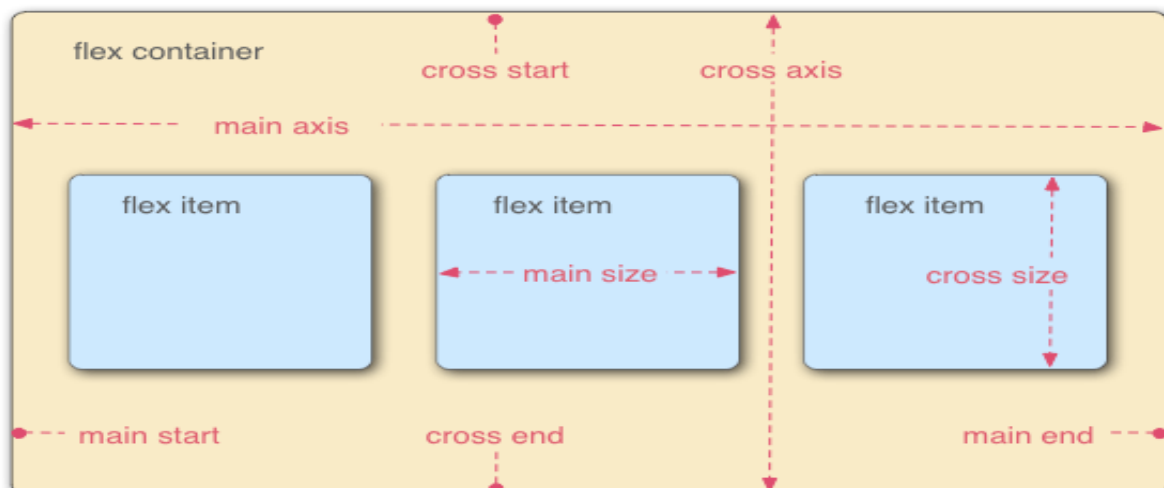 flex container
cross start
cross axis
main axis
flex item
flex item
flex item
main size
cross size
main start
cross end
main end